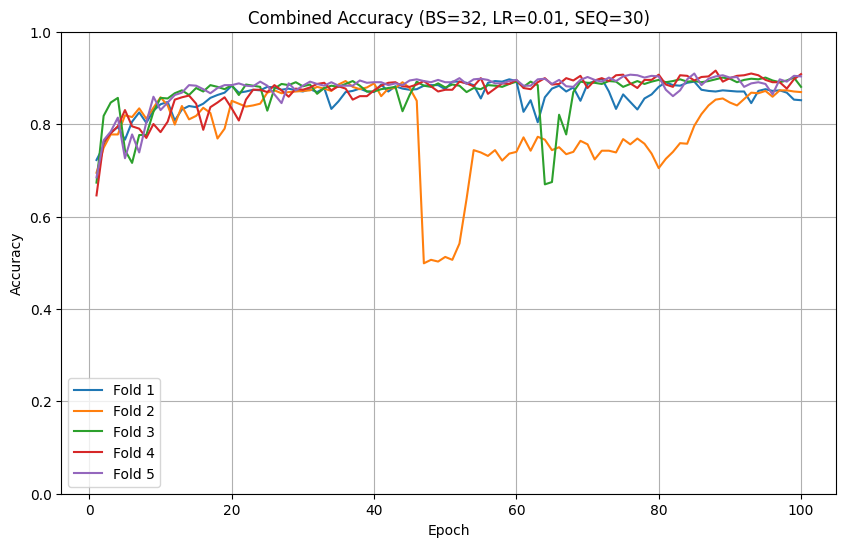 Combined Accuracy (BS=32, LR=0.01, SEQ=30)
Accuracy
1.0
0.8
0.6
0.4
0.2
0.0
Fold 1
Fold 2
Fold 3
Fold 4
Fold 5
0 20 40 60 80 100
Epoch